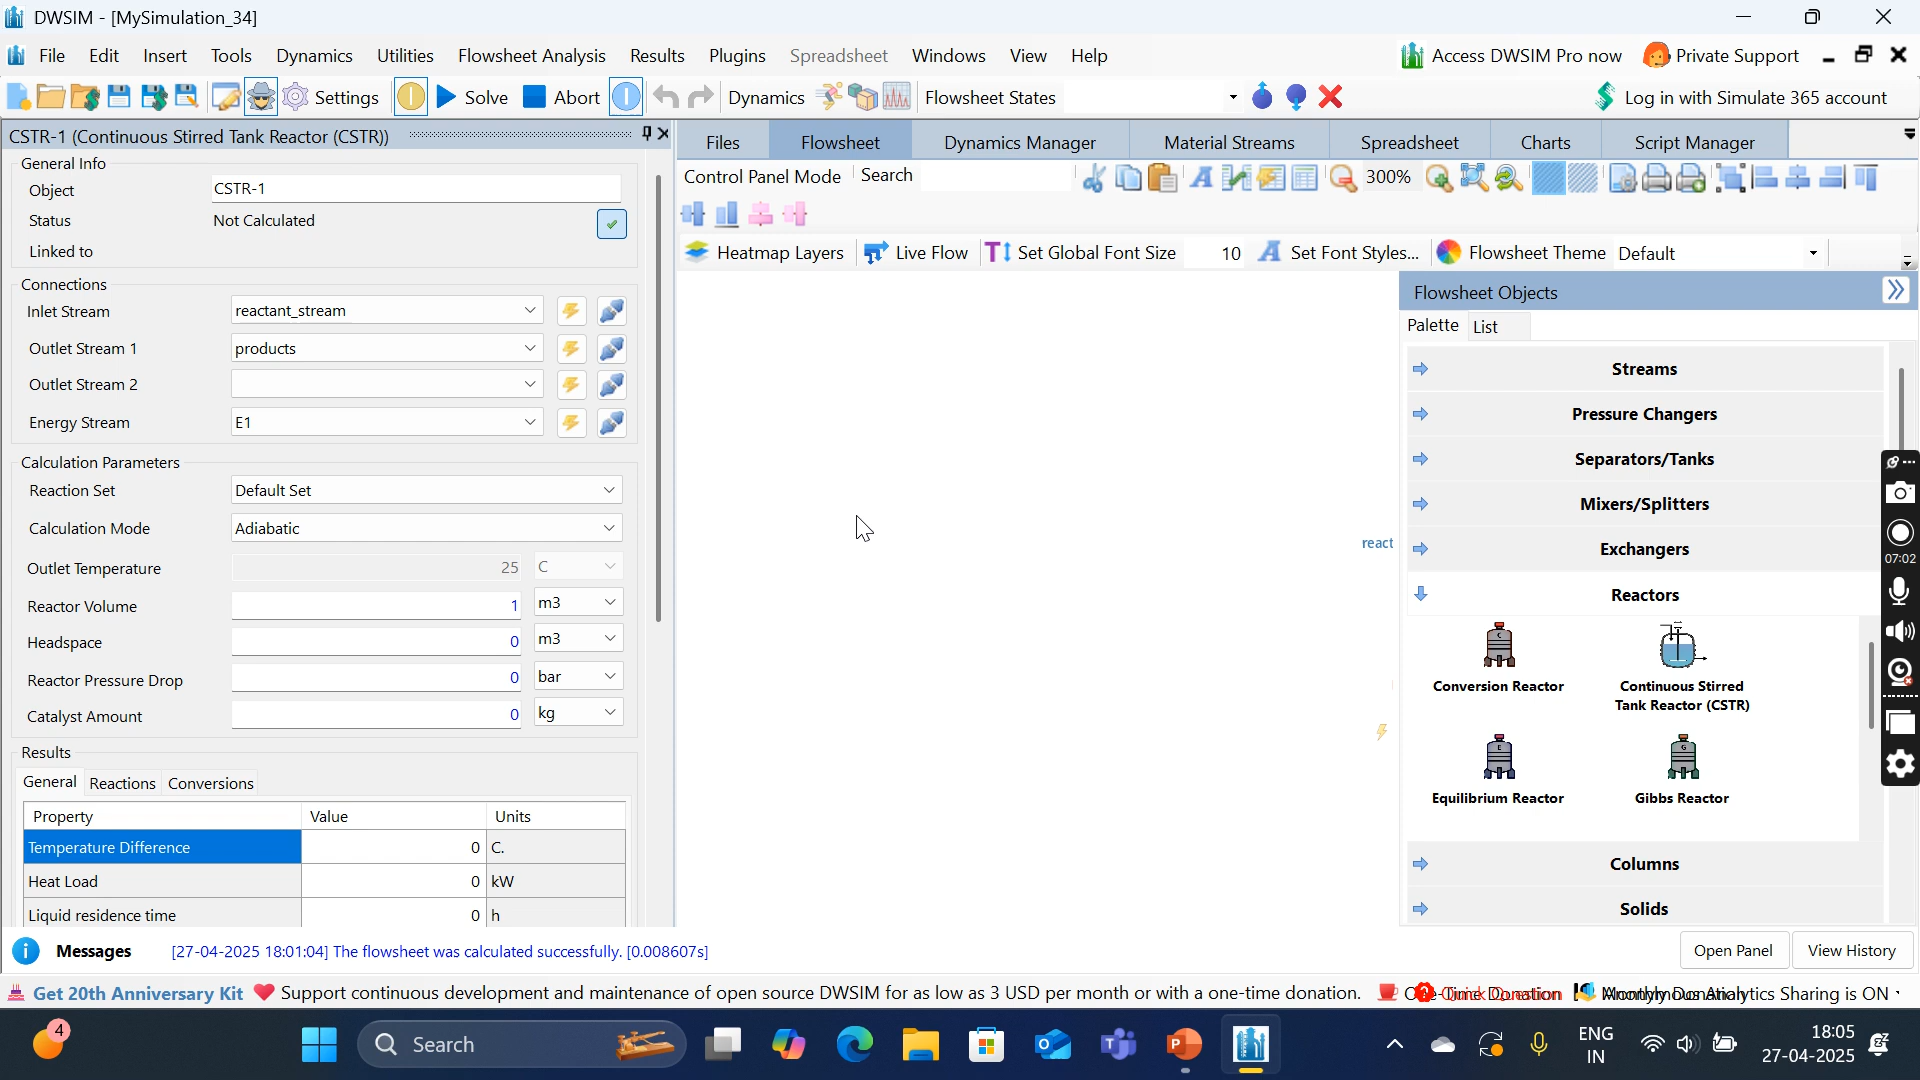 DWSIM - [MySimulation_34]
File Edit Insert Tools Dynamics Utilities Flowsheet Analysis Results Plugins Spreadsheet Windows View Help Access DWSIM Pro now Private Support
Settings Solve Abort Dynamics Flowsheet States Log in with Simulate 365 account
CSTR-1 (Continuous Stirred Tank Reactor (CSTR))
Files Flowsheet Dynamics Manager Material Streams Spreadsheet Charts Script Manager
General Info
Control Panel Mode Search 300%
Object CSTR-1
Status Not Calculated
Linked to
Heatmap Layers Live Flow Set Global Font Size 10 Set Font Styles... Flowsheet Theme Default
Connections
Flowsheet Objects
Inlet Stream reactant_stream
Palette List
Outlet Stream 1 products
Streams
Outlet Stream 2
Pressure Changers
Energy Stream E1
Separators/Tanks
Calculation Parameters
Reaction Set Default Set
Mixers/Splitters
Calculation Mode Adiabatic
react
Exchangers
07:02
Outlet Temperature 25 C
Reactors
Reactor Volume 1 m3
Headspace 0 m3
Reactor Pressure Drop 0 bar
Conversion Reactor
Continuous Stirred
Tank Reactor (CSTR)
Catalyst Amount 0 kg
Results
General Reactions Conversions
Equilibrium Reactor Gibbs Reactor
Property Value Units
Temperature Difference 0 C.
Columns
Heat Load 0 kW
Solids
Liquid residence time 0 h
Messages [27-04-2025 18:01:04] The flowsheet was calculated successfully. [0.008607s] Open Panel View History
Get 20th Anniversary Kit Support continuous development and maintenance of open source DWSIM for as low as 3 USD per month or with a one-time donation. Analytics Sharing is ON
4 Search ENG
IN
18:05
27-04-2025